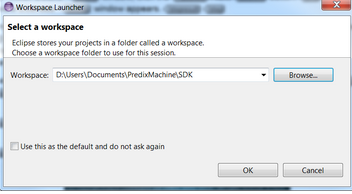 Workspace Launcher
window appears.
Select a workspace
Eclipse stores your projects in a folder called a workspace.
Choose a workspace folder to use for this session.
Workspace: D:\Users\Documents\PredixMachine\SDK Browse...
Use this as the default and do not ask again
OK Cancel